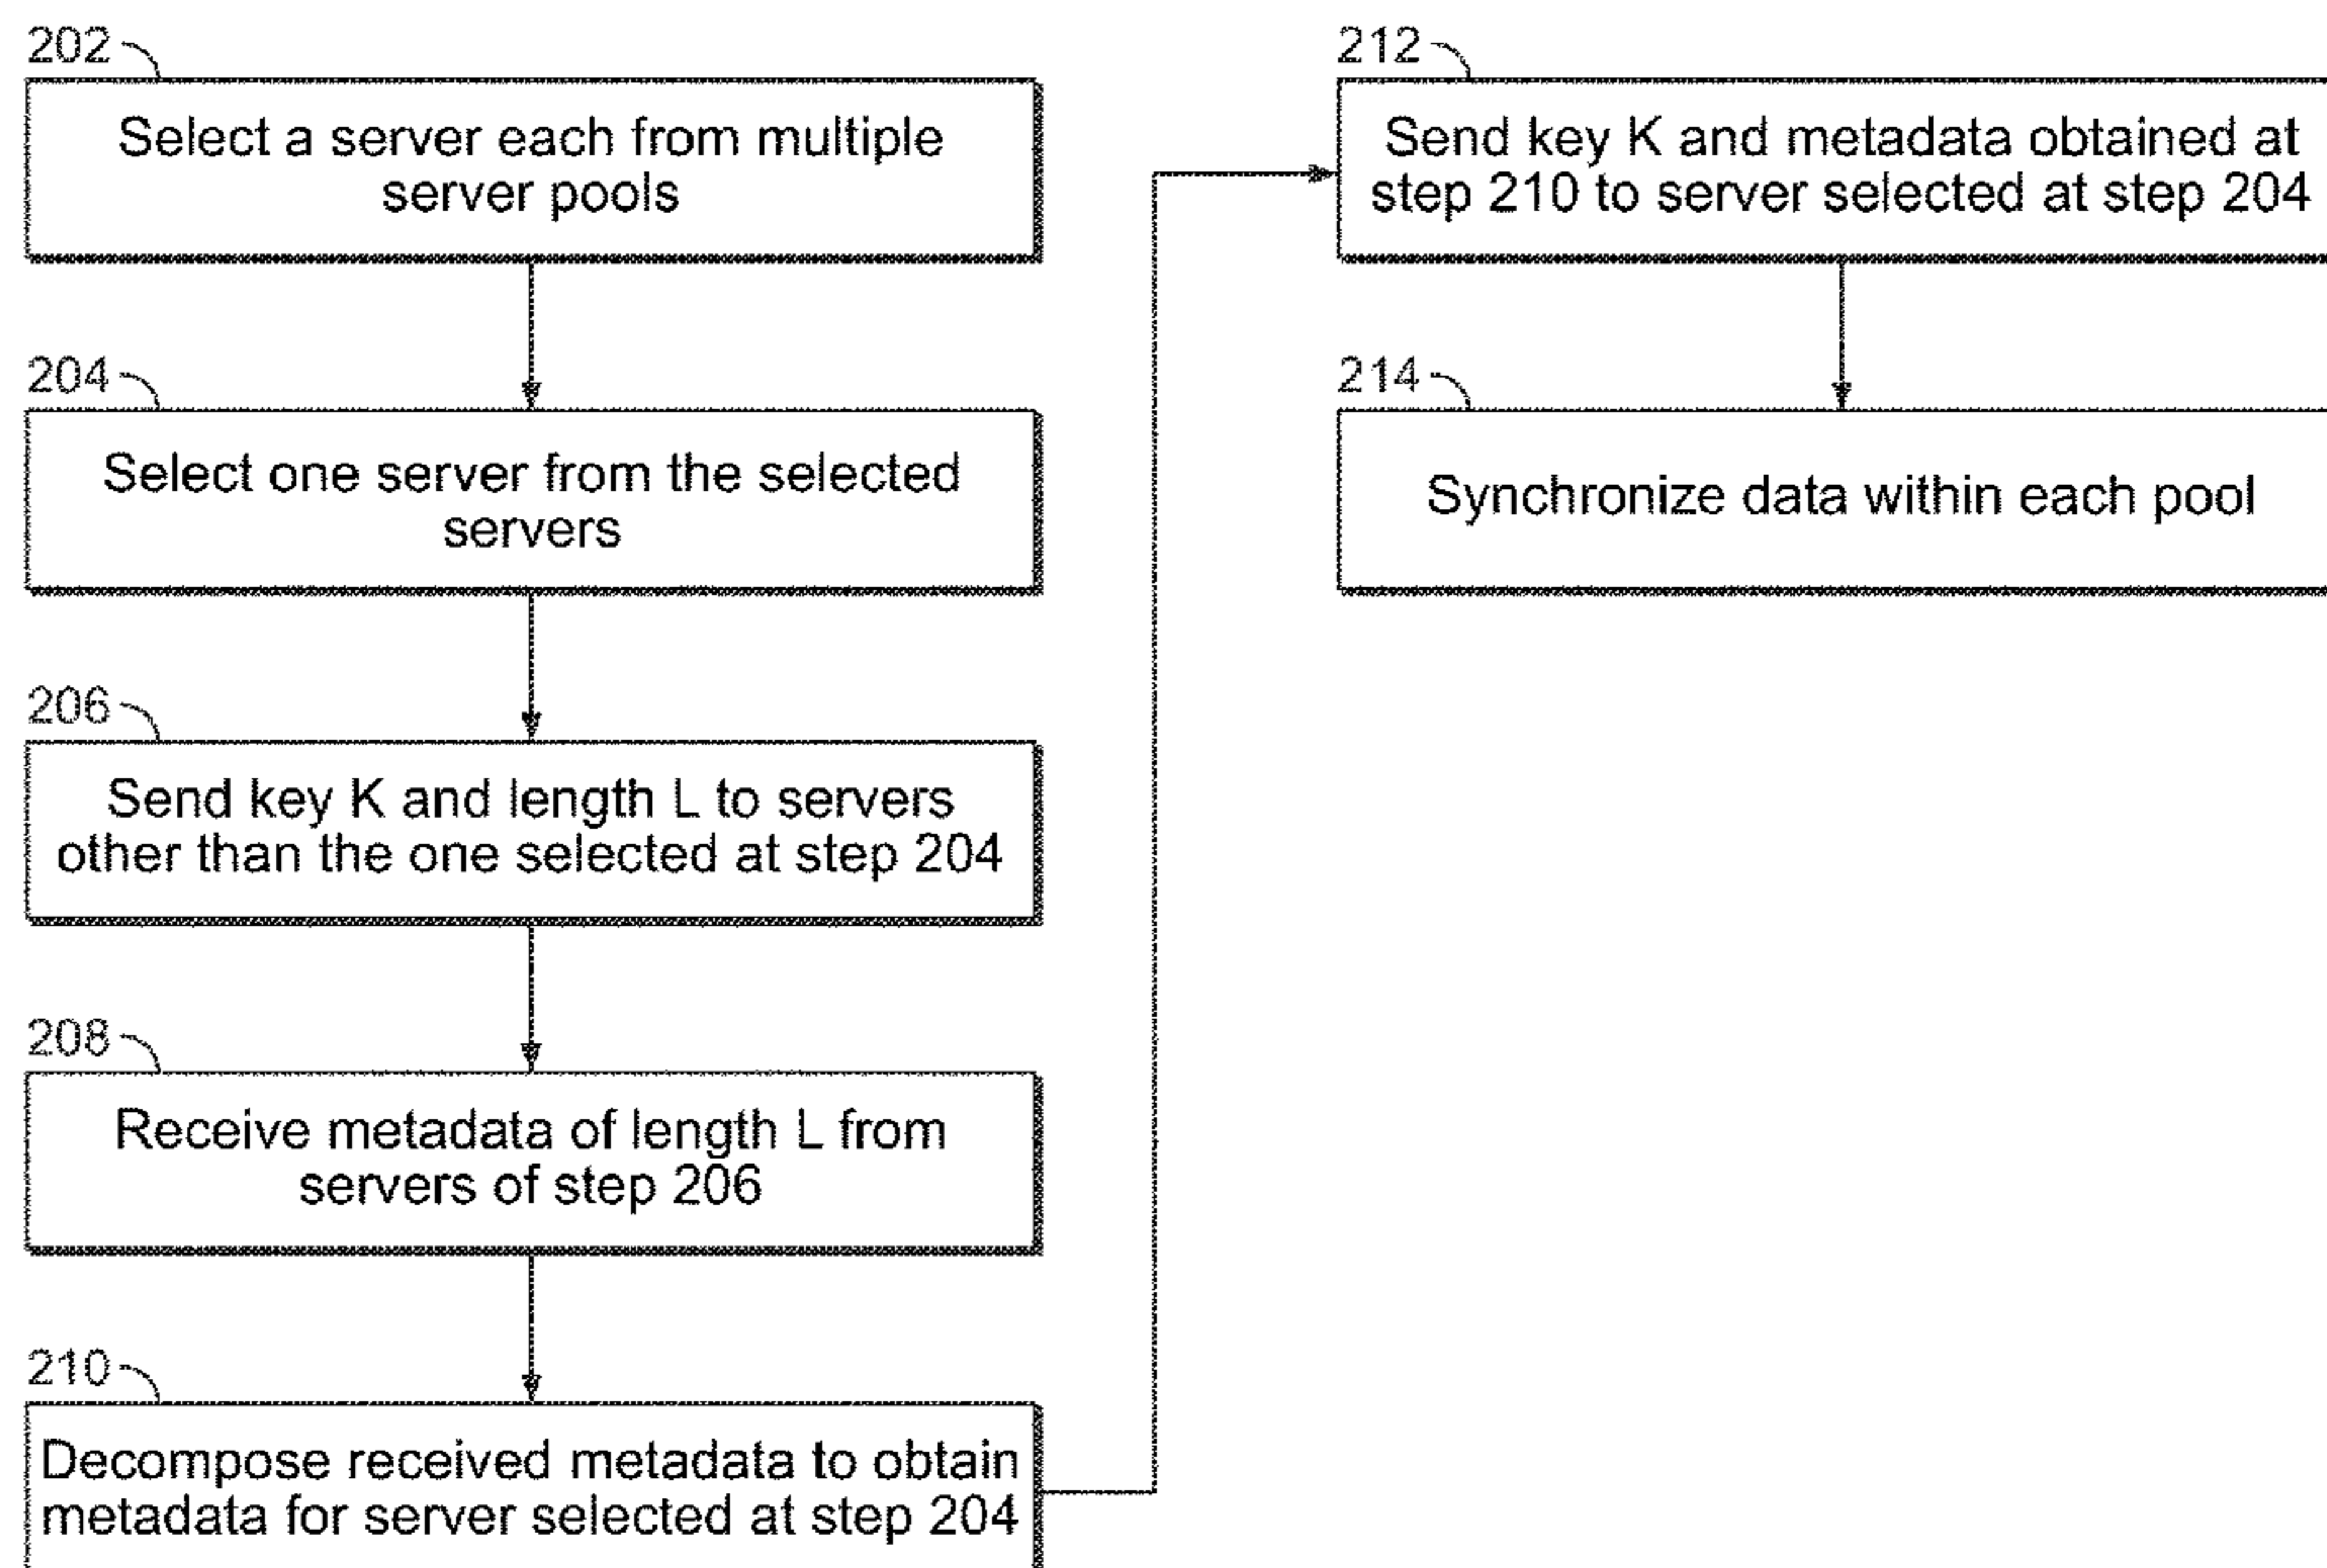 202
Select a server each from multiple
server pools
204
Select one server from the selected
servers
206
Send key K and length L to servers
other than the one selected at step 204
208
Receive metadata of length L from
servers of step 206
210
Decompose received metadata to obtain
metadata for server selected at step 204
212
Send key K and metadata obtained at
step 210 to server selected at step 204
214
Synchronize data within each pool